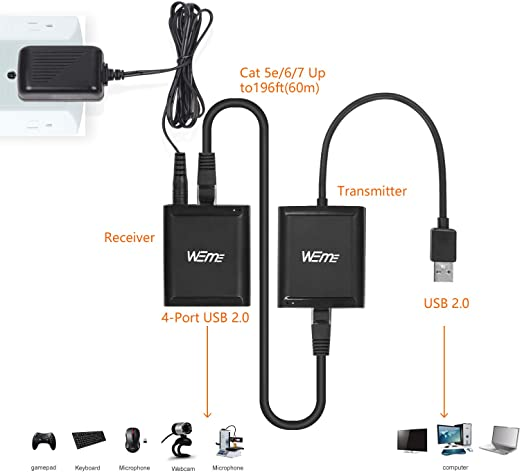 Cat 5e/6/7 Up
to196ft(60m)
Transmitter
Receiver
WEme
WEme
4-Port USB 2.0
USB 2.0
gamepad
Keyboard
Microphone
Webcam
Microphone
computer